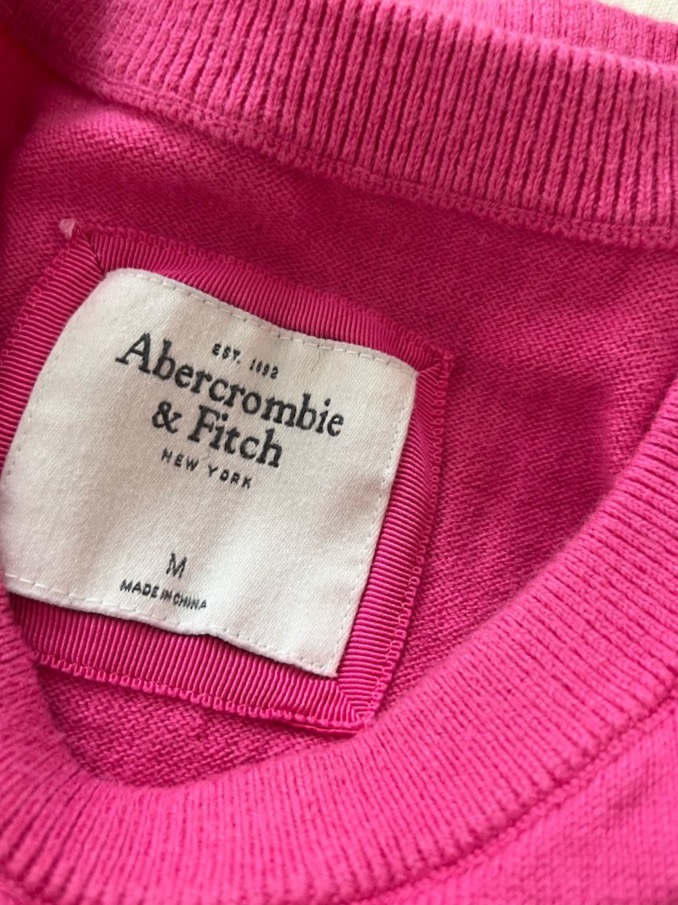 EST. 1892
Abercrombie
& Fitch
NEW YORK
M
MADE IN CHINA